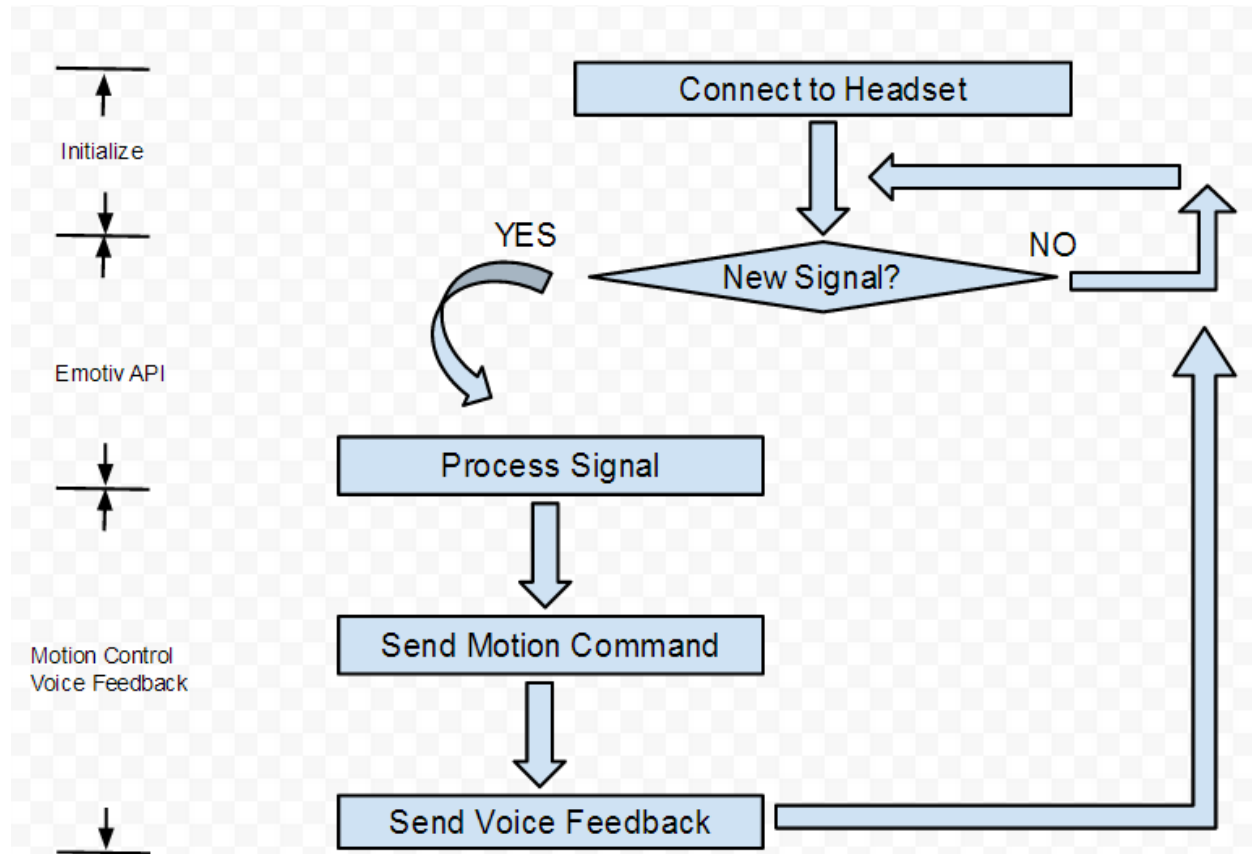 Connect to Headset
Initialize
YES
NO
New Signal?
Emotiv API
Process Signal
Send Motion Command
Motion Control
Voice Feedback
Send Voice Feedback